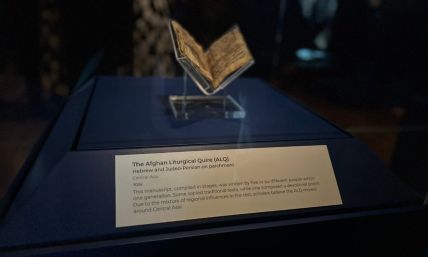 The Afghan Liturgical Quire (ALQ)
Hebrew and Judeo-Persian on parchment
Central Asia
This manuscript, compiled in stages, was written by five or six different people within
one generation. Some copied traditional texts, while one composed a devotional poem.
Due to the mixture of regional influences in the text, scholars believe the ALQ moved
around Central Asia.